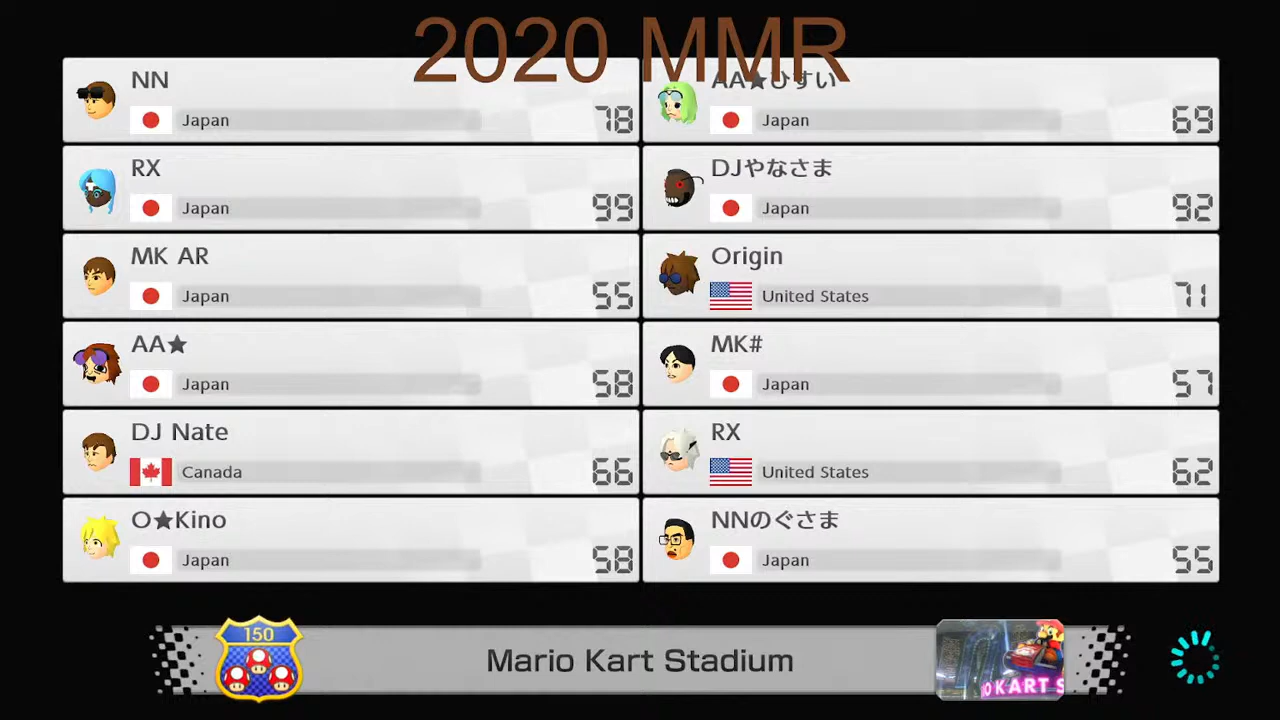 2020 MMR
NN
Japan
78
AA★ひすい
Japan
69
RX
Japan
99
DJやなさま
Japan
92
MK AR
Japan
55
Origin
United States
71
AA★
Japan
58
MK#
Japan
57
DJ Nate
Canada
66
RX
United States
62
O★Kino
Japan
58
NNのぐさま
Japan
55
150
Mario Kart Stadium
O KART S